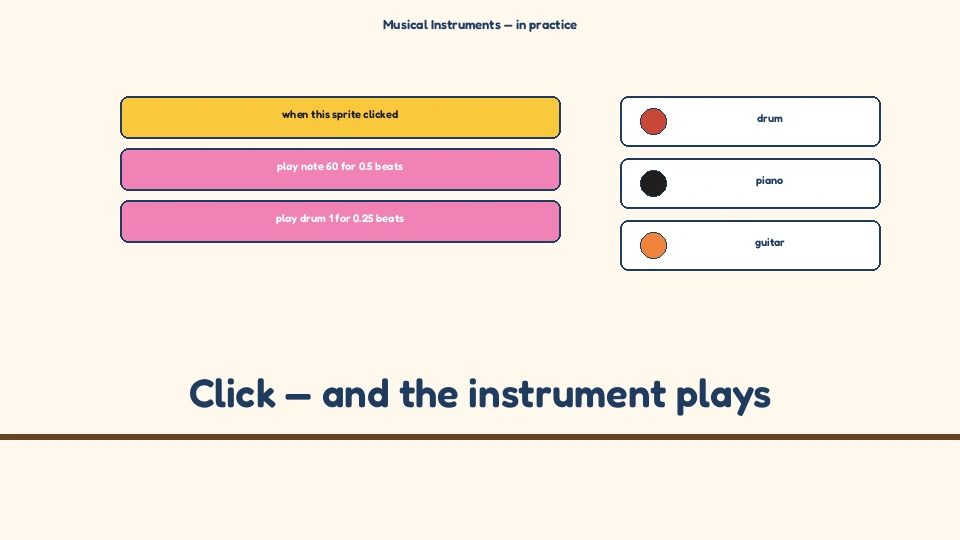 Musical Instruments — in practice
when this sprite clicked
play note 60 for 0.5 beats
play drum 1 for 0.25 beats
drum
piano
guitar
Click — and the instrument plays